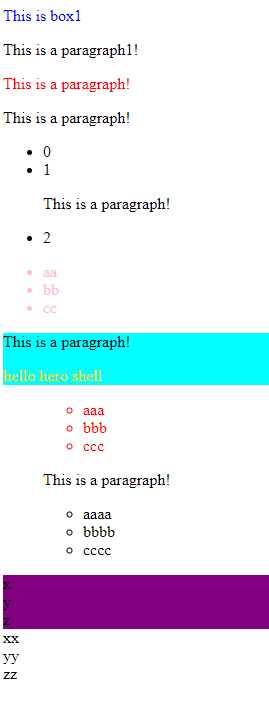 This is box1
This is a paragraph1!
This is a paragraph!
This is a paragraph!
0
1
This is a paragraph!
2
aa
bb
cc
This is a paragraph!
hello hero shell
aaa
bbb
ccc
This is a paragraph!
aaaa
bbbb
cccc
x
y
z
xx
yy
zz